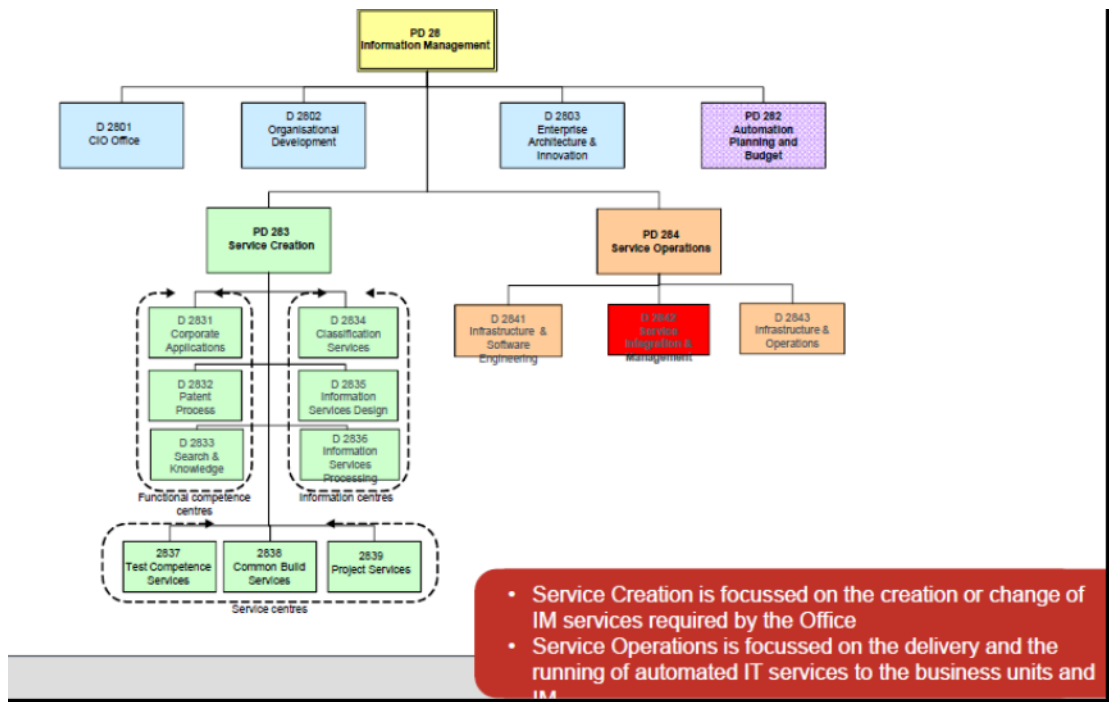 PD 28
Information Management
D 2801
CIO Office
D 2802
Organisational
Development
D 2803
Enterprise
Architecture &
Innovation
PD 282
Automation
Planning and
Budget
PD 283
Service Creation
PD 284
Service Operations
D 2831
Corporate
Applications
D 2834
Classification
Services
D 2832
Patent
Process
D 2835
Information
Services Design
D 2833
Search &
Knowledge
D 2836
Information
Services
Processing
Functional competence
centres
Information centres
2837
Test Competence
Services
2838
Common Build
Services
2839
Project Services
Service centres
D 2841
Infrastructure &
Software
Engineering
D 2842
Service
Integration &
Management
D 2843
Infrastructure &
Operations
• Service Creation is focussed on the creation or change of
IM services required by the Office
• Service Operations is focussed on the delivery and the
running of automated IT services to the business units and
IM